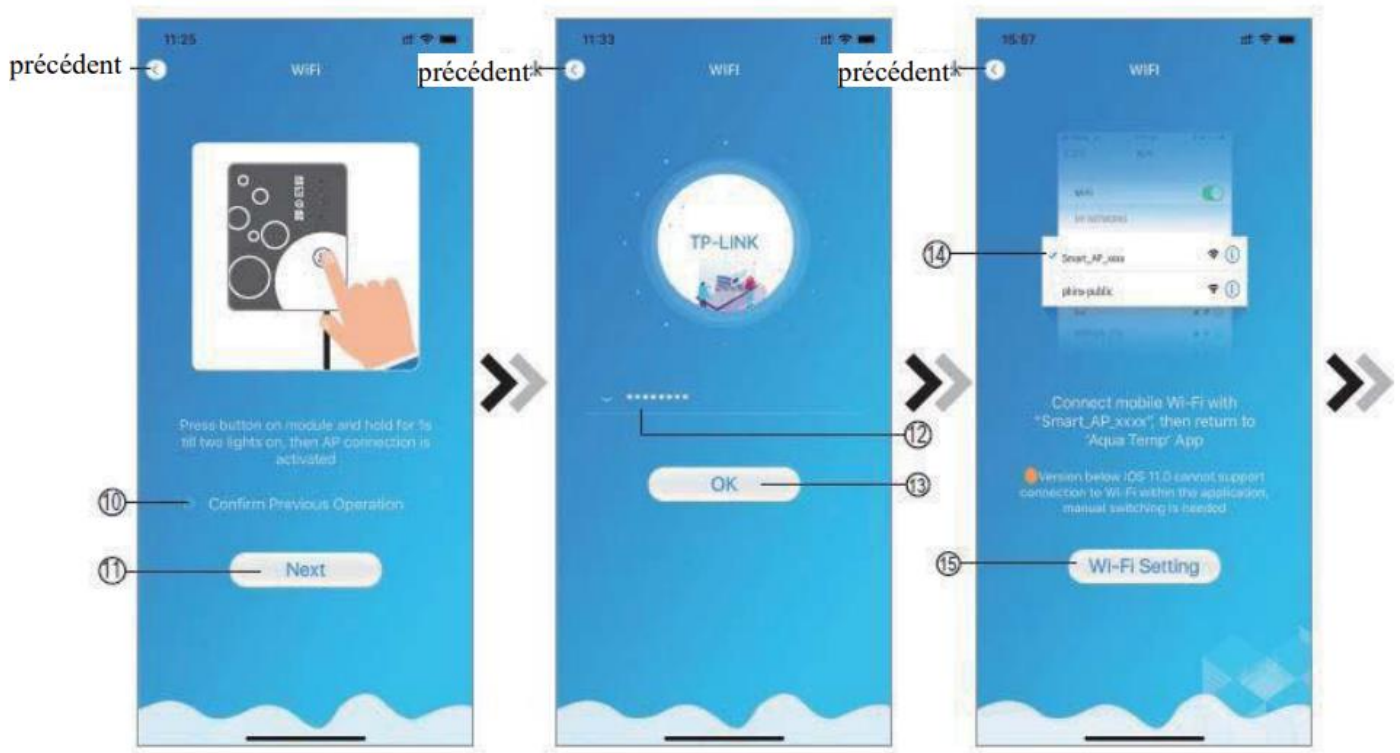 précédent
11:25
WiFi
Press button on module and hold for 1s
till two lights on, then AP connection is
activated
⑩ Confirm Previous Operation
⑪ Next
précédent
11:33
WIFI
TP-LINK
⑫
OK ⑬
précédent
15:57
WIFI
⑭ Smart_AP_xxxx
Connect mobile Wi-Fi with
"Smart_AP_xxxx", then return to
'Aqua Temp' App
Version below iOS 11.0 cannot support
connection to Wi-Fi within the application,
manual switching is needed
⑮ Wi-Fi Setting